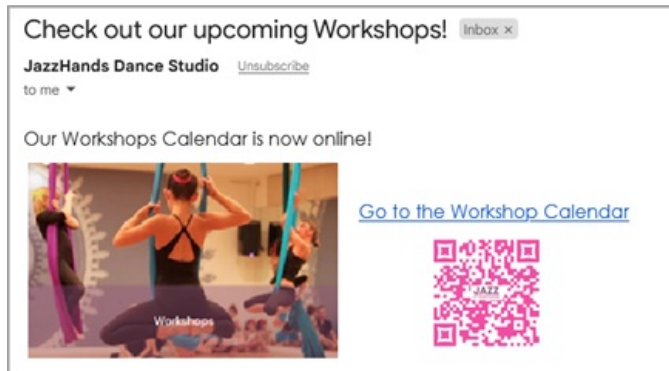 Check out our upcoming Workshops! Inbox ×
JazzHands Dance Studio Unsubscribe
to me
Our Workshops Calendar is now online!
Go to the Workshop Calendar
JAZZ
Workshops